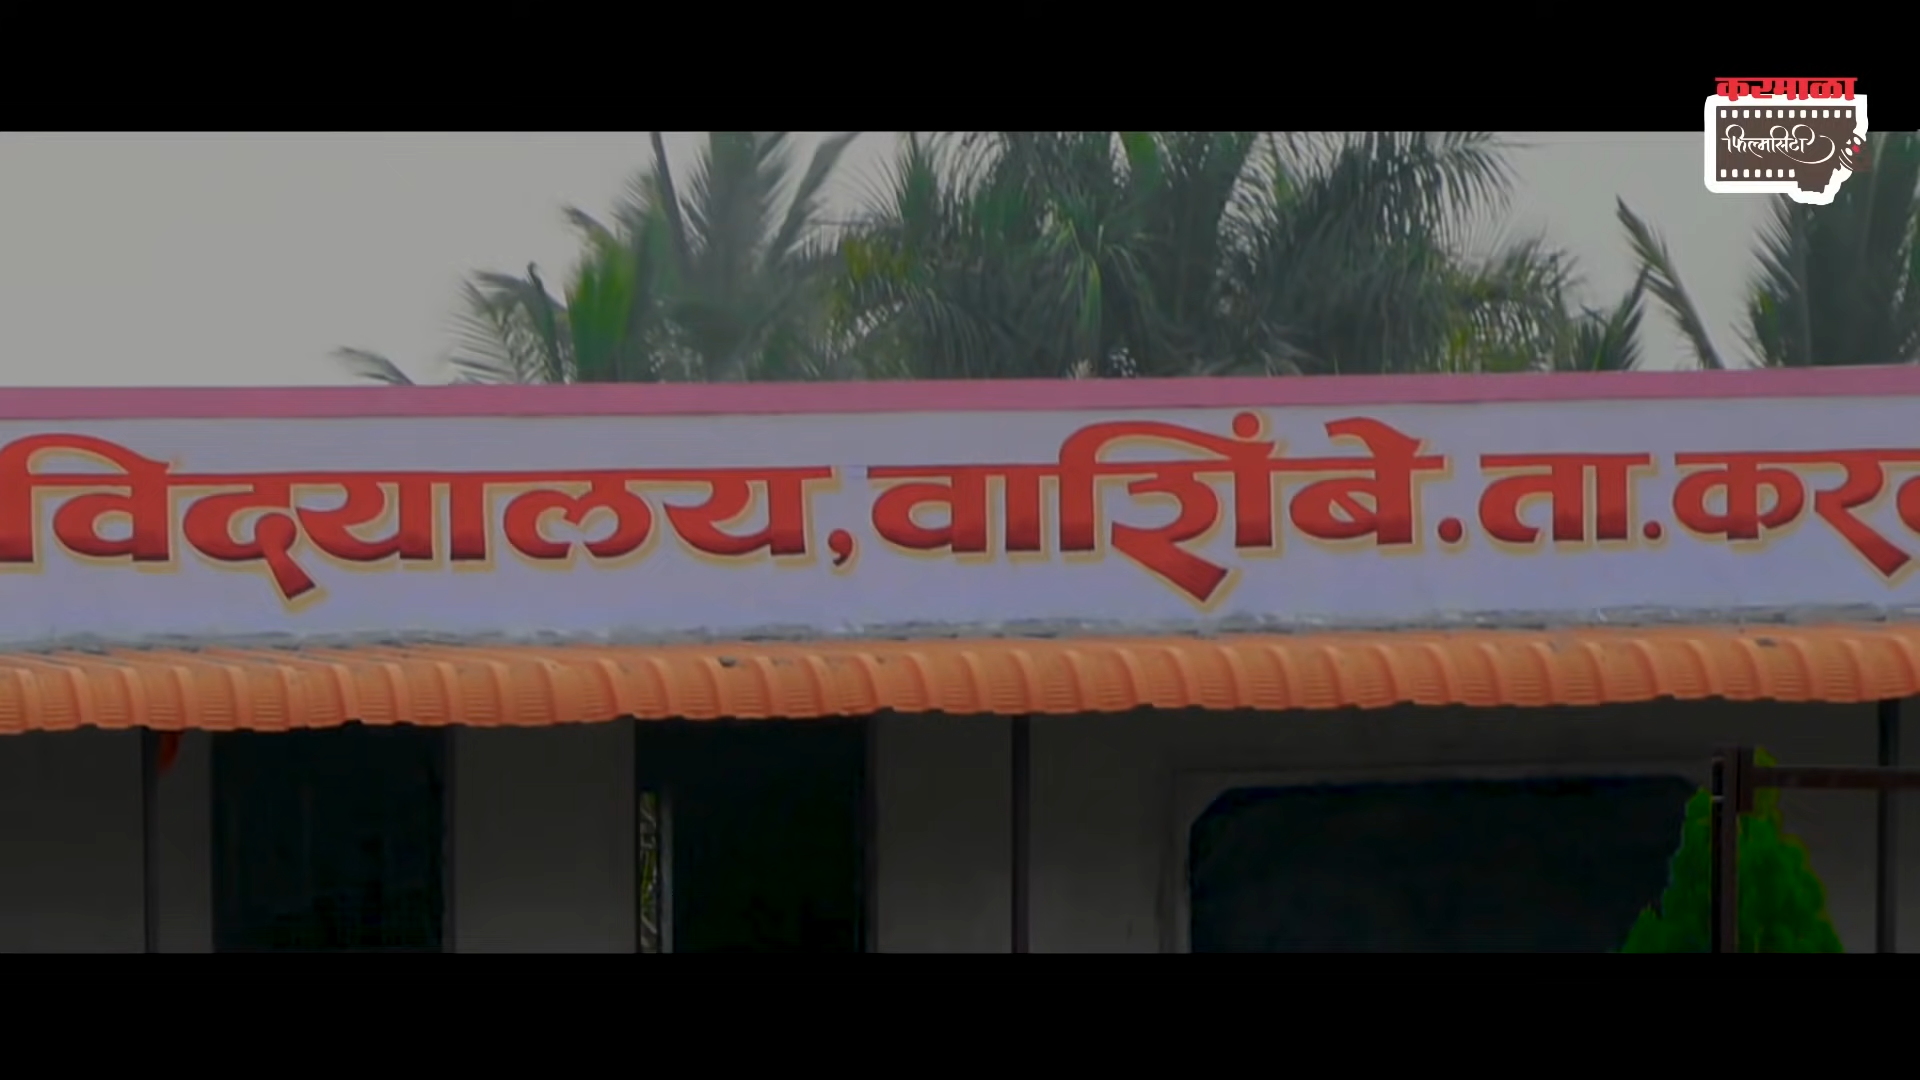 करमाळा
फिल्मसिटी
विदयालय, वाशिंबे. ता. कर